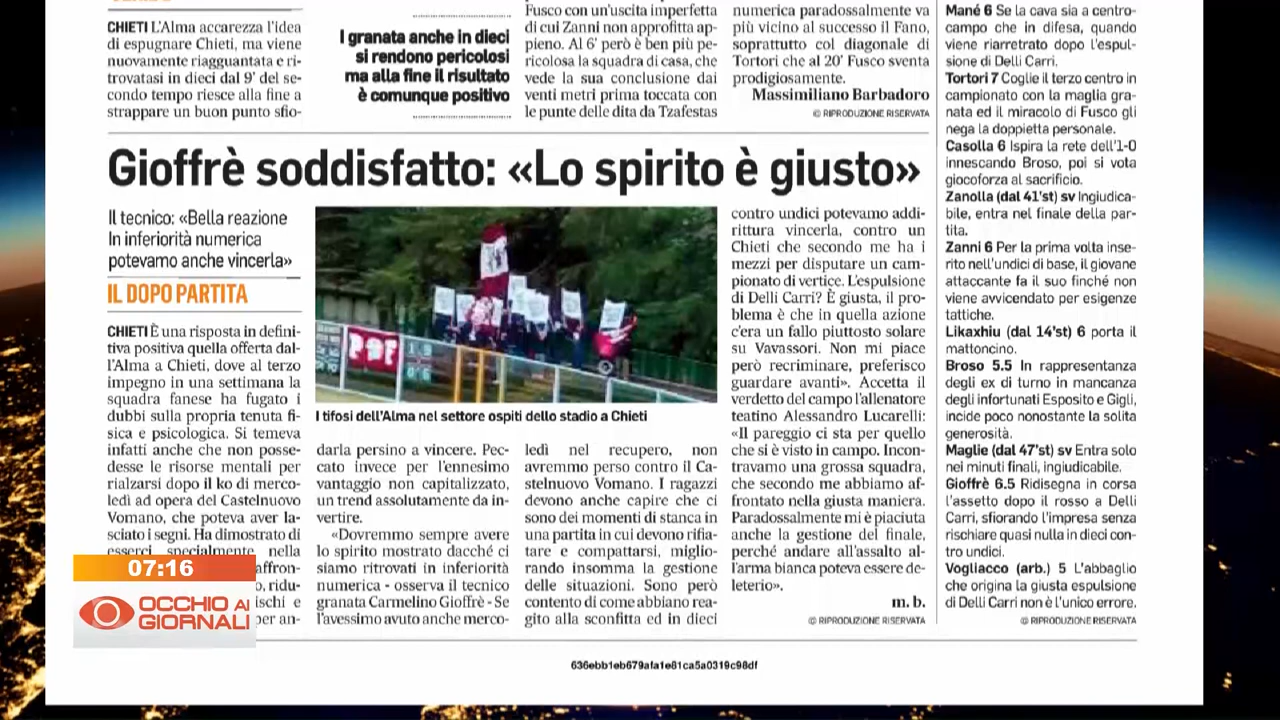 CHIETI L'Alma accarezza l'idea
di espugnare Chieti, ma viene
nuovamente riagguantata e ri-
trovatasi in dieci dal 9' del se-
condo tempo riesce alla fine a
strappare un buon punto sfio-
I granata anche in dieci
si rendono pericolosi
ma alla fine il risultato
è comunque positivo
Fusco con un'uscita imperfetta
di cui Zanni non approfitta ap-
pieno. Al 6' però è ben più pe-
ricolosa la squadra di casa, che
vede la sua conclusione dai
venti metri prima toccata con
le punte delle dita da Tzafestas
numerica paradossalmente va
più vicino al successo il Fano,
soprattutto col diagonale di
Tortori che al 20' Fusco sventa
prodigiosamente.
Massimiliano Barbadoro
© RIPRODUZIONE RISERVATA
Gioffrè soddisfatto: «Lo spirito è giusto»
Il tecnico: «Bella reazione
In inferiorità numerica
potevamo anche vincerla»
IL DOPO PARTITA
CHIETI È una risposta in defini-
tiva positiva quella offerta dal-
l'Alma a Chieti, dove al terzo
impegno in una settimana la
squadra fanese ha fugato i
dubbi sulla propria tenuta fi-
sica e psicologica. Si temeva
infatti anche che non posse-
desse le risorse mentali per
rialzarsi dopo il ko di merco-
ledì ad opera del Castelnuovo
Vomano, che poteva aver la-
sciato i segni. Ha dimostrato di
esserci specialmente nella
affron-
o, ridu-
ischi e
per an-
I tifosi dell'Alma nel settore ospiti dello stadio a Chieti
darla persino a vincere. Pec-
cato invece per l'ennesimo
vantaggio non capitalizzato,
un trend assolutamente da in-
vertire.
«Dovremmo sempre avere
lo spirito mostrato dacché ci
siamo ritrovati in inferiorità
numerica - osserva il tecnico
granata Carmelino Gioffrè - Se
l'avessimo avuto anche merco-
ledì nel recupero, non
avremmo perso contro il Ca-
stelnuovo Vomano. I ragazzi
devono anche capire che ci
sono dei momenti di stanca in
una partita in cui devono rifia-
tare e compattarsi, miglio-
rando insomma la gestione
delle situazioni. Sono però
contento di come abbiano rea-
gito alla sconfitta ed in dieci
contro undici potevamo addi-
rittura vincerla, contro un
Chieti che secondo me ha i
mezzi per disputare un cam-
pionato di vertice. L'espulsione
di Delli Carri? È giusta, il pro-
blema è che in quella azione
c'era un fallo piuttosto solare
su Vavassori. Non mi piace
però recriminare, preferisco
guardare avanti». Accetta il
verdetto del campo l'allenatore
teatino Alessandro Lucarelli:
«Il pareggio ci sta per quello
che si è visto in campo. Incon-
travamo una grossa squadra,
che secondo me abbiamo af-
frontato nella giusta maniera.
Paradossalmente mi è piaciuta
anche la gestione del finale,
perché andare all'assalto al-
l'arma bianca poteva essere de-
leterio».
m. b.
© RIPRODUZIONE RISERVATA
Mané 6 Se la cava sia a centro-
campo che in difesa, quando
viene riarretrato dopo l'espul-
sione di Delli Carri.
Tortori 7 Coglie il terzo centro in
campionato con la maglia gra-
nata ed il miracolo di Fusco gli
nega la doppietta personale.
Casolla 6 Ispira la rete dell'1-0
innescando Broso, poi si vota
giocoforza al sacrificio.
Zanolla (dal 41'st) sv Ingiudica-
bile, entra nel finale della par-
tita.
Zanni 6 Per la prima volta inse-
rito nell'undici di base, il giovane
attaccante fa il suo finché non
viene avvicendato per esigenze
tattiche.
Likaxhiu (dal 14'st) 6 porta il
mattoncino.
Broso 5.5 In rappresentanza
degli ex di turno in mancanza
degli infortunati Esposito e Gigli,
incide poco nonostante la solita
generosità.
Maglie (dal 47'st) sv Entra solo
nei minuti finali, ingiudicabile.
Gioffrè 6.5 Ridisegna in corsa
l'assetto dopo il rosso a Delli
Carri, sfiorando l'impresa senza
rischiare quasi nulla in dieci con-
tro undici.
Vogliacco (arb.) 5 L'abbaglio
che origina la giusta espulsione
di Delli Carri non è l'unico errore.
© RIPRODUZIONE RISERVATA
07:16
OCCHIO AI
GIORNALI
636ebb1eb679afa1e81ca5a0319c98df